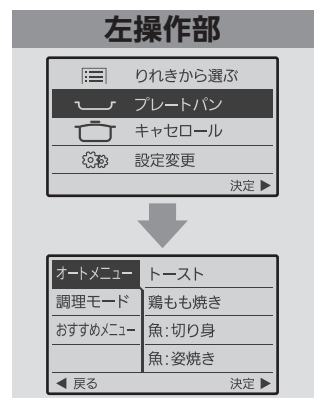 左操作部
りれきから選ぶ
プレートパン
キャセロール
設定変更
決定 ▶
オートメニュー トースト
調理モード 鶏もも焼き
おすすめメニュー 魚:切り身
魚:姿焼き
◀ 戻る 決定 ▶